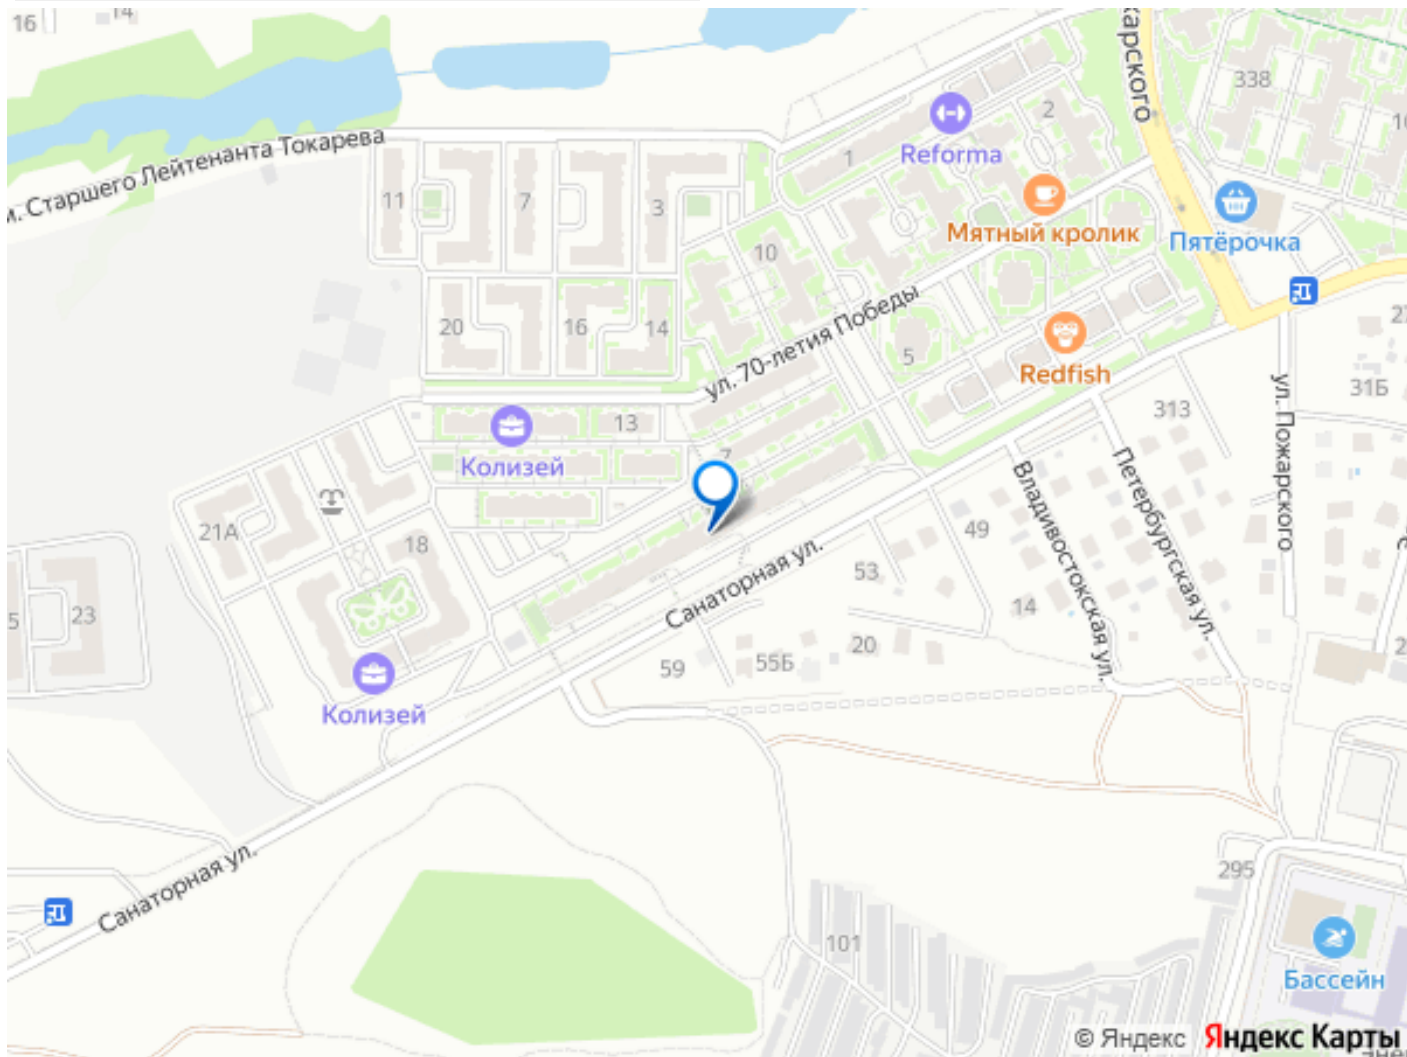 16
14
м. Старшего Лейтенанта Токарева
11
7
3
1
Reforma
2
карского
338
Мятный кролик
Пятёрочка
10
20
16
14
ул. 70-летия Победы
5
Redfish
13
Колизей
7
313
31Б
ул. Пожарского
Петербургская ул.
Владивостокская ул.
21А
18
23
5
49
53
Санаторная ул.
14
20
59
55Б
Колизей
Санаторная ул.
295
101
Бассейн
© Яндекс Яндекс Карты